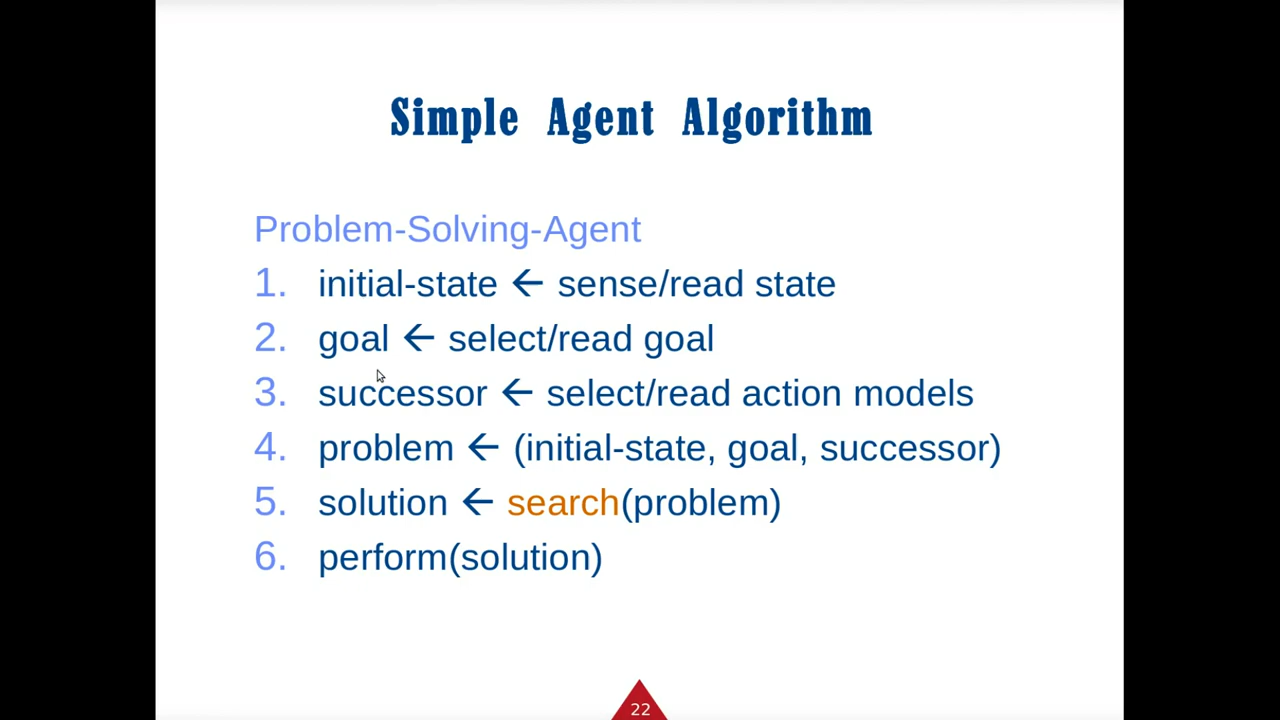 Simple Agent Algorithm
Problem-Solving-Agent
1. initial-state ← sense/read state
2. goal ← select/read goal
3. successor ← select/read action models
4. problem ← (initial-state, goal, successor)
5. solution ← search(problem)
6. perform(solution)
22